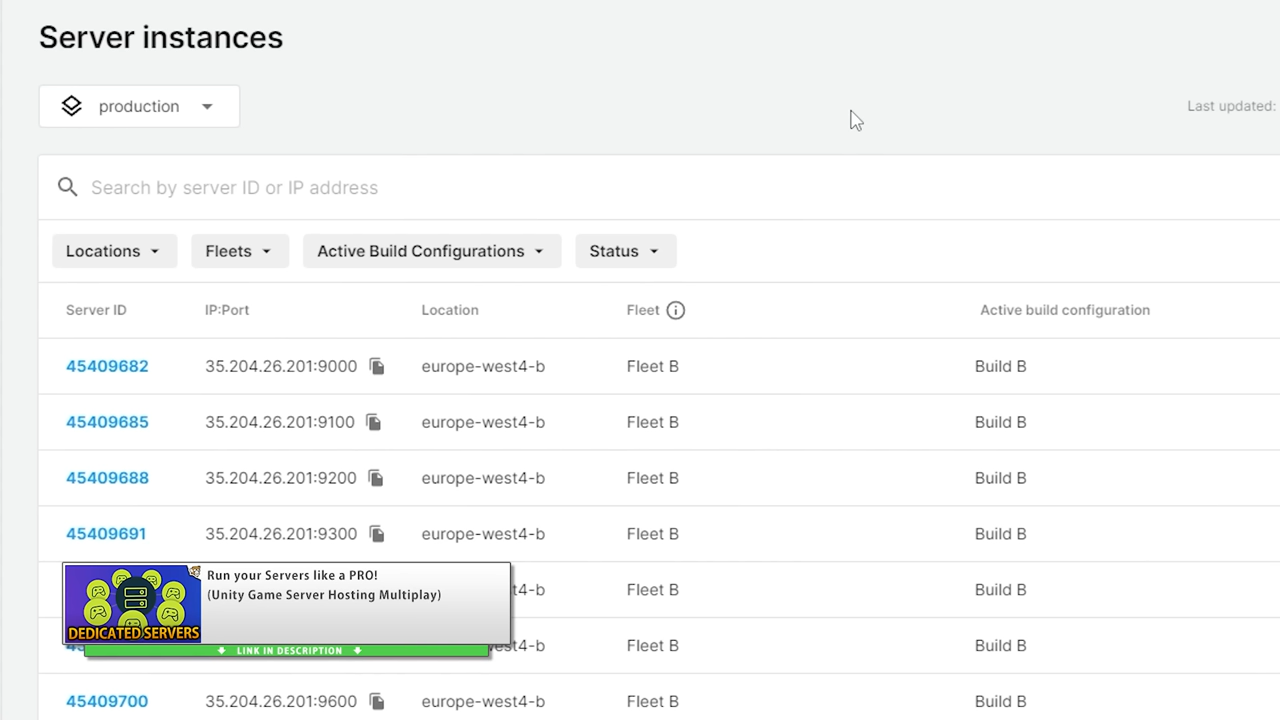 Server instances
production
Last updated:
Search by server ID or IP address
Locations Fleets Active Build Configurations Status
Server ID IP:Port Location Fleet Active build configuration
45409682 35.204.26.201:9000 europe-west4-b Fleet B Build B
45409685 35.204.26.201:9100 europe-west4-b Fleet B Build B
45409688 35.204.26.201:9200 europe-west4-b Fleet B Build B
45409691 35.204.26.201:9300 europe-west4-b Fleet B Build B
t4-b Fleet B Build B
est4-b Fleet B Build B
45409700 35.204.26.201:9600 europe-west4-b Fleet B Build B
Run your Servers like a PRO!
(Unity Game Server Hosting Multiplay)
DEDICATED SERVERS
LINK IN DESCRIPTION